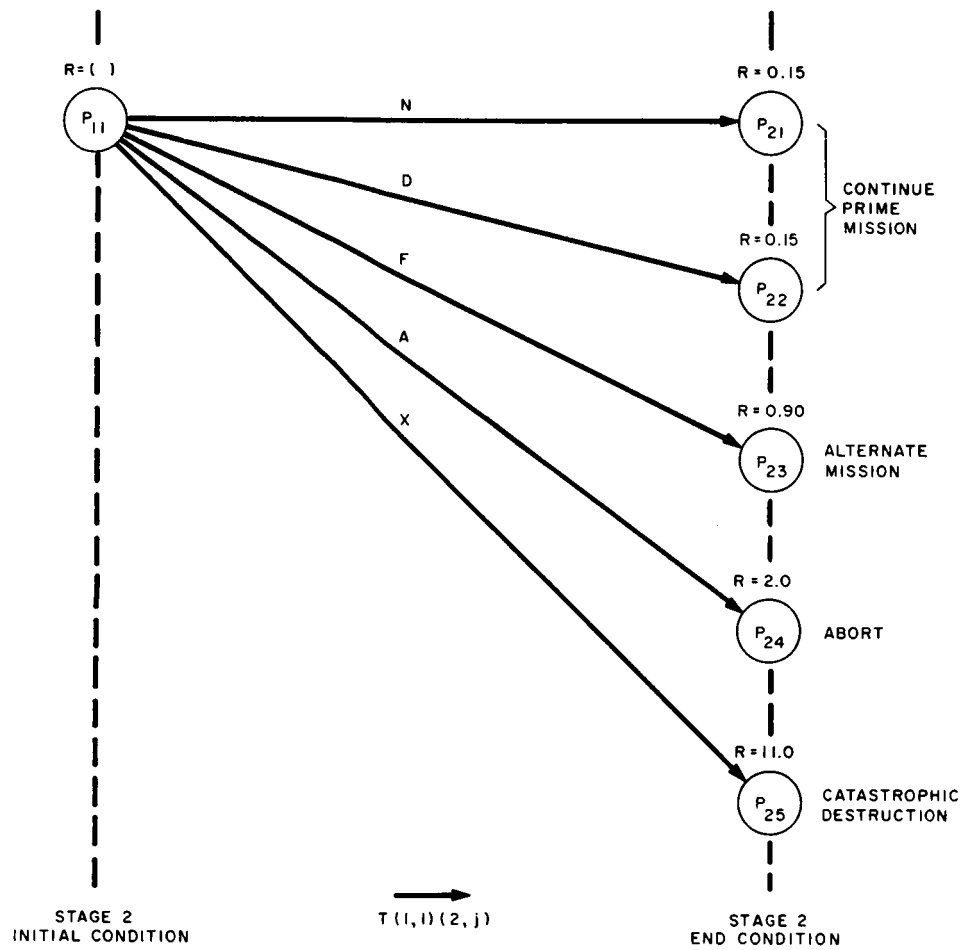 R = ( )
P11
N
D
F
A
X
R = 0.15
P21
R = 0.15
P22
CONTINUE
PRIME
MISSION
R = 0.90
P23
ALTERNATE
MISSION
R = 2.0
P24
ABORT
R = 11.0
P25
CATASTROPHIC
DESTRUCTION
T(1,1)(2,j)
STAGE 2
INITIAL CONDITION
STAGE 2
END CONDITION